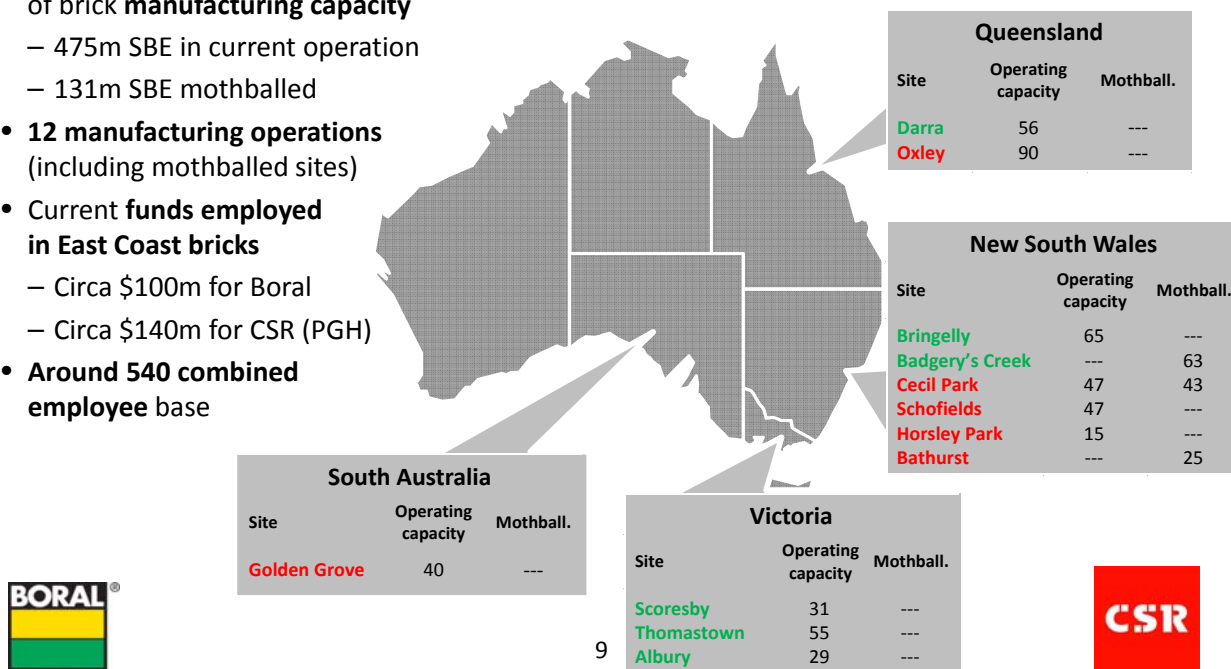 of brick manufacturing capacity
– 475m SBE in current operation
– 131m SBE mothballed
• 12 manufacturing operations
(including mothballed sites)
• Current funds employed
in East Coast bricks
– Circa $100m for Boral
– Circa $140m for CSR (PGH)
• Around 540 combined
employee base
Queensland
Site Operating capacity Mothball.
Darra 56 ---
Oxley 90 ---
New South Wales
Site Operating capacity Mothball.
Bringelly 65 ---
Badgery's Creek --- 63
Cecil Park 47 43
Schofields 47 ---
Horsley Park 15 ---
Bathurst --- 25
South Australia
Site Operating capacity Mothball.
Golden Grove 40 ---
Victoria
Site Operating capacity Mothball.
Scoresby 31 ---
Thomastown 55 ---
Albury 29 ---
BORAL®
9
CSR